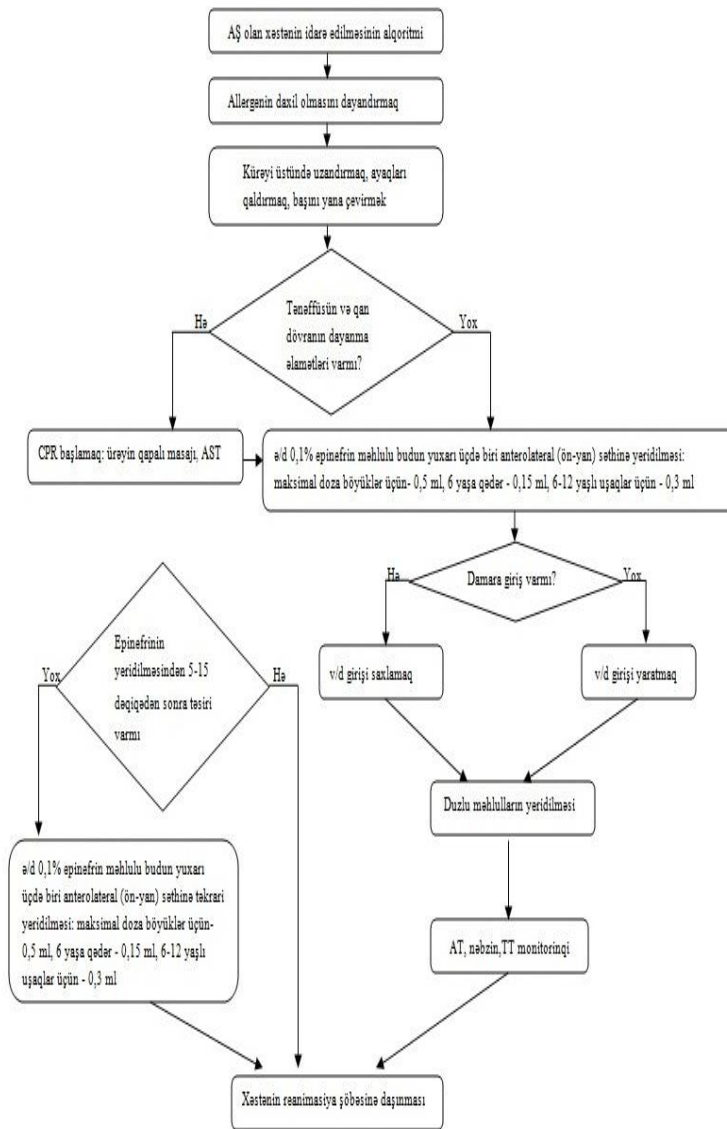 AŞ olan xəstənin idarə edilməsinin alqoritmi
Allergenin daxil olmasını dayandırmaq
Kürəyi üstündə uzandırmaq, ayaqları
qaldırmaq, başını yana çevirmək
Tənəffüsün və qan
dövranın dayanma
əlamətləri varmı?
Hə
Yox
CPR başlamaq: ürəyin qapalı masajı, AST
ə/d 0,1% epinefrin məhlulu budun yuxarı üçdə biri anterolateral (ön-yan) səthinə yeridilməsi:
maksimal doza böyüklər üçün- 0,5 ml, 6 yaşa qədər - 0,15 ml, 6-12 yaşlı uşaqlar üçün - 0,3 ml
Damara giriş varmı?
Hə
Yox
v/d girişi saxlamaq
v/d girişi yaratmaq
Duzlu məhlulların yeridilməsi
AT, nəbzin,TT monitorinqi
Epinefrinin
yeridilməsindən 5-15
dəqiqədən sonra təsiri
varmı
Yox
Hə
ə/d 0,1% epinefrin məhlulu budun yuxarı
üçdə biri anterolateral (ön-yan) səthinə təkrari
yeridilməsi: maksimal doza böyüklər üçün-
0,5 ml, 6 yaşa qədər - 0,15 ml, 6-12 yaşlı
uşaqlar üçün - 0,3 ml
Xəstənin reanimasiya şöbəsinə daşınması